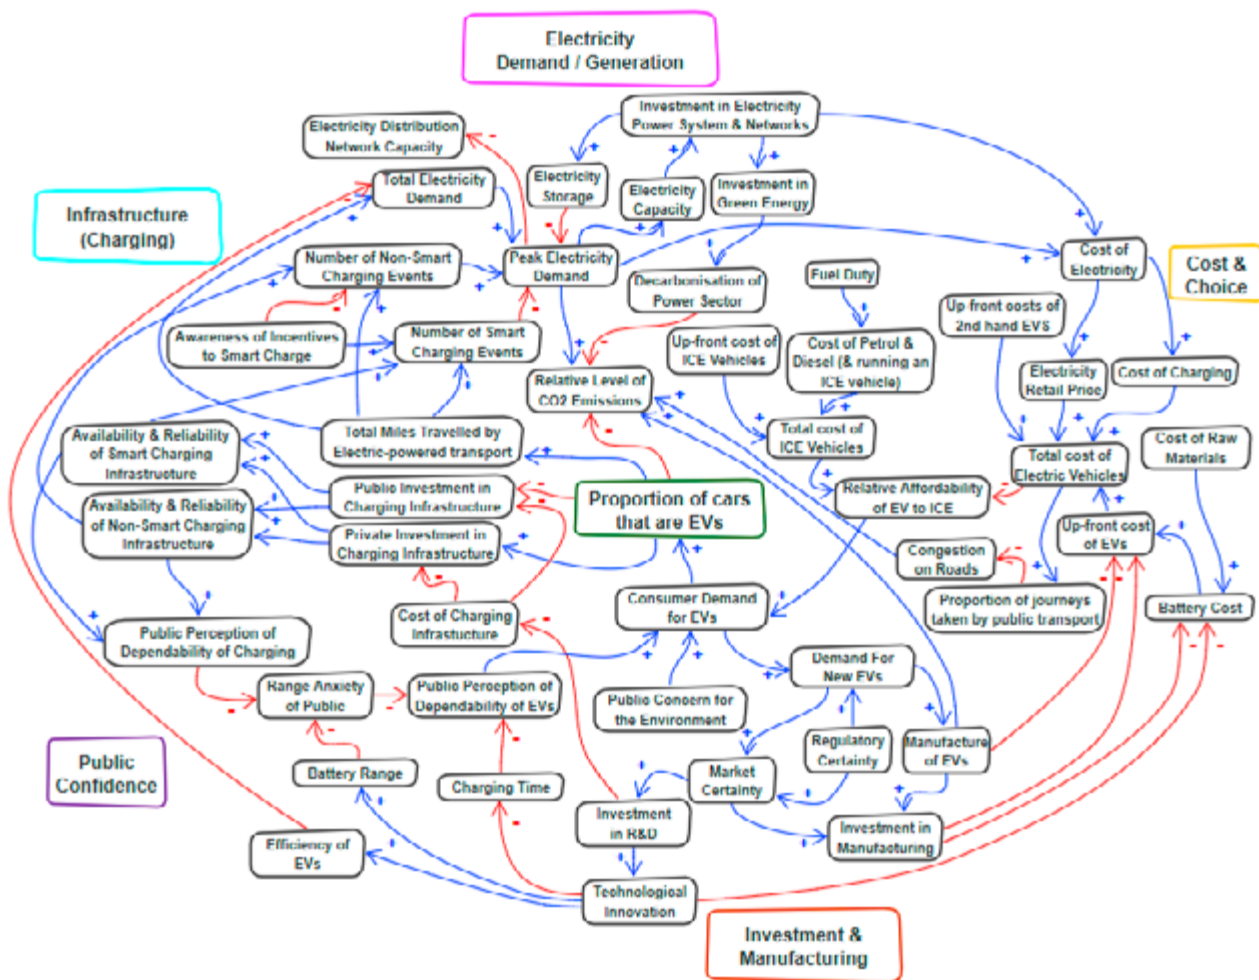 Electricity
Demand / Generation
Investment in Electricity
Power System & Networks
Electricity Distribution
Network Capacity
Total Electricity
Demand
Electricity
Storage
Electricity
Capacity
Investment in
Green Energy
Infrastructure
(Charging)
Number of Non-Smart
Charging Events
Peak Electricity
Demand
Cost of
Electricity
Cost &
Choice
Decarbonisation of
Power Sector
Fuel Duty
Up front costs of
2nd hand EVS
Awareness of Incentives
to Smart Charge
Number of Smart
Charging Events
Up-front cost of
ICE Vehicles
Cost of Petrol &
Diesel (& running an
ICE vehicle)
Relative Level of
CO2 Emissions
Electricity
Retail Price
Cost of Charging
Availability & Reliability
of Smart Charging
Infrastructure
Total Miles Travelled by
Electric-powered transport
Total cost of
ICE Vehicles
Total cost of
Electric Vehicles
Cost of Raw
Materials
Public Investment in
Charging Infrastructure
Proportion of cars
that are EVs
Relative Affordability
of EV to ICE
Availability & Reliability
of Non-Smart Charging
Infrastructure
Private Investment in
Charging Infrastructure
Up-front cost
of EVs
Congestion
on Roads
Cost of Charging
Infrastucture
Consumer Demand
for EVs
Proportion of journeys
taken by public transport
Battery Cost
Public Perception of
Dependability of Charging
Demand For
New EVs
Range Anxiety
of Public
Public Perception of
Dependability of EVs
Public Concern for
the Environment
Public
Confidence
Battery Range
Charging Time
Market
Certainty
Regulatory
Certainty
Manufacture
of EVs
Investment
in R&D
Investment in
Manufacturing
Efficiency of
EVs
Technological
Innovation
Investment &
Manufacturing